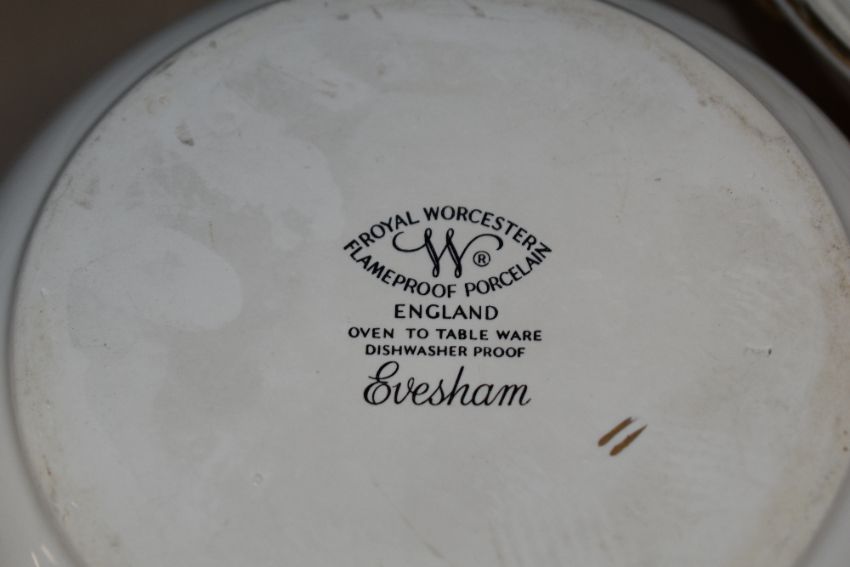 ROYAL WORCESTER
W ®
FLAMEPROOF PORCELAIN
ENGLAND
OVEN TO TABLE WARE
DISHWASHER PROOF
Evesham